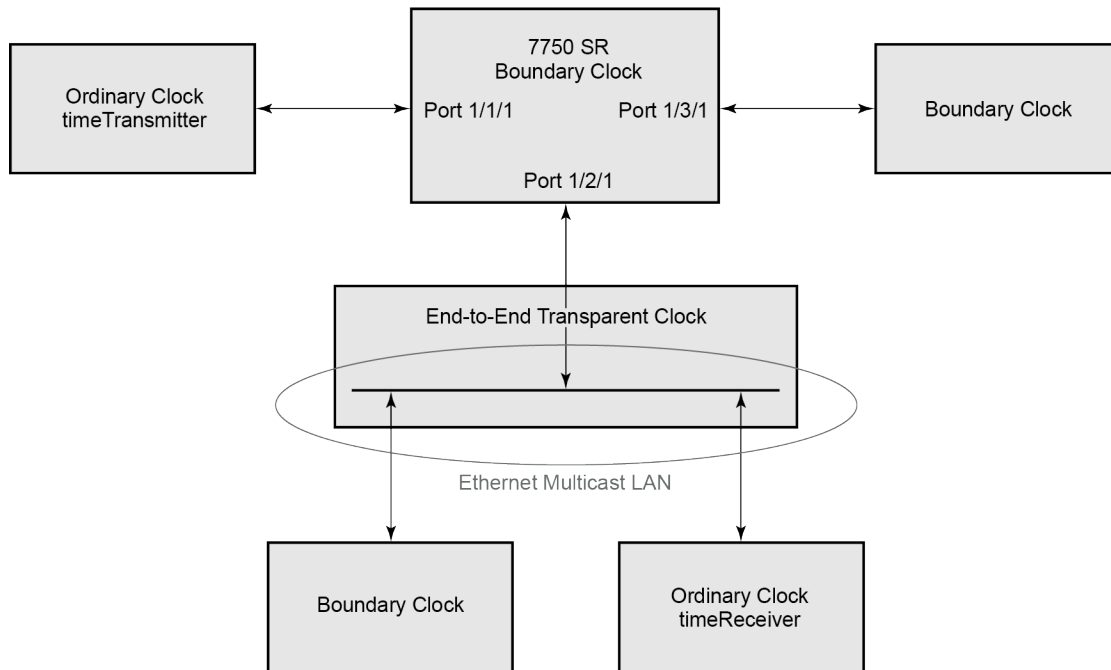 7750 SR
Boundary Clock
Ordinary Clock
timeTransmitter
Port 1/1/1
Port 1/3/1
Boundary Clock
Port 1/2/1
End-to-End Transparent Clock
Ethernet Multicast LAN
Boundary Clock
Ordinary Clock
timeReceiver